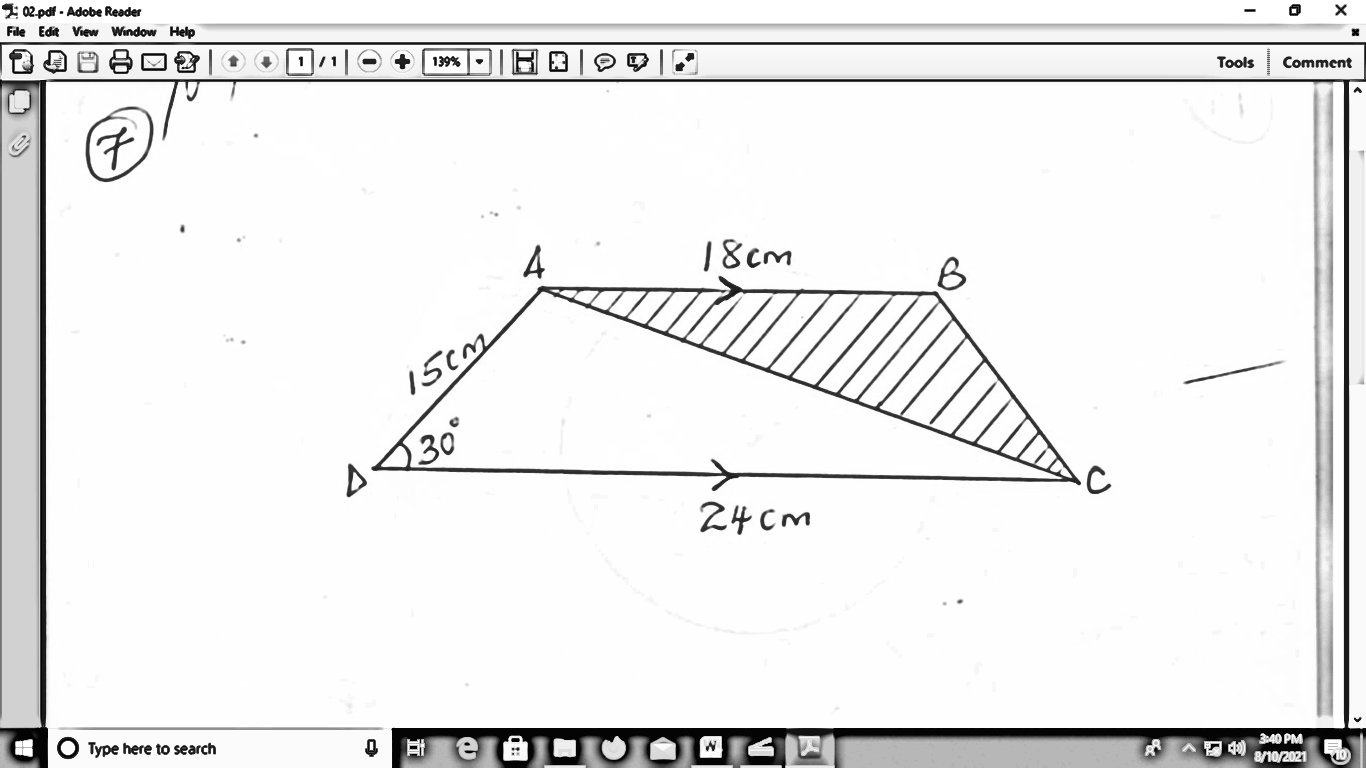 02.pdf - Adobe Reader
File Edit View Window Help
1 / 1 139% Tools Comment
7
A 18cm B
15cm
30°
D C
24cm
Type here to search
3:40 PM
8/10/2021